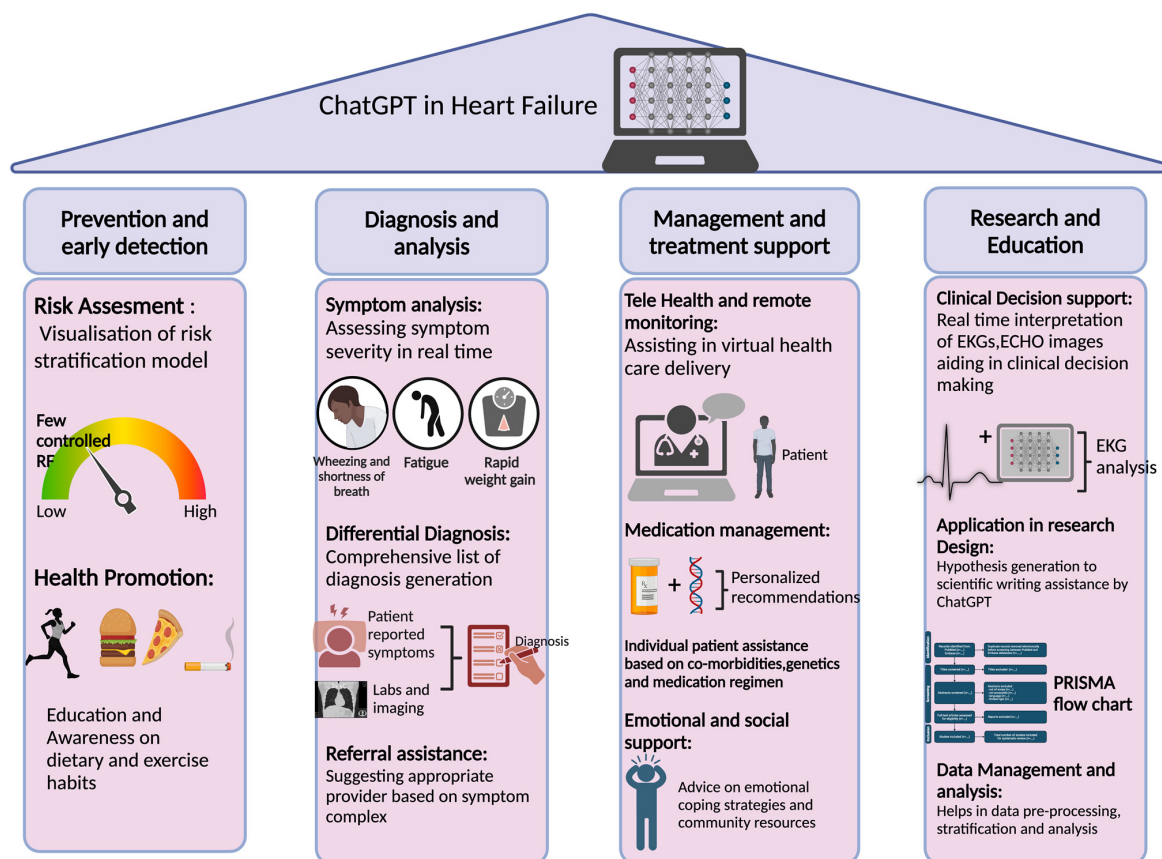 ChatGPT in Heart Failure
Prevention and
early detection
Risk Assesment :
Visualisation of risk
stratification model
Few
controlled
RF
Low
High
Health Promotion:
Education and
Awareness on
dietary and exercise
habits
Diagnosis and
analysis
Symptom analysis:
Assessing symptom
severity in real time
Wheezing and
shortness of
breath
Fatigue
Rapid
weight gain
Differential Diagnosis:
Comprehensive list of
diagnosis generation
Patient
reported
symptoms
Labs and
imaging
Diagnosis
Referral assistance:
Suggesting appropriate
provider based on symptom
complex
Management and
treatment support
Tele Health and remote
monitoring:
Assisting in virtual health
care delivery
Patient
Medication management:
Rx
+
Personalized
recommendations
Individual patient assistance
based on co-morbidities,genetics
and medication regimen
Emotional and social
support:
Advice on emotional
coping strategies and
community resources
Research and
Education
Clinical Decision support:
Real time interpretation
of EKGs,ECHO images
aiding in clinical decision
making
+
EKG
analysis
Application in research
Design:
Hypothesis generation to
scientific writing assistance by
ChatGPT
PRISMA
flow chart
Data Management and
analysis:
Helps in data pre-processing,
stratification and analysis